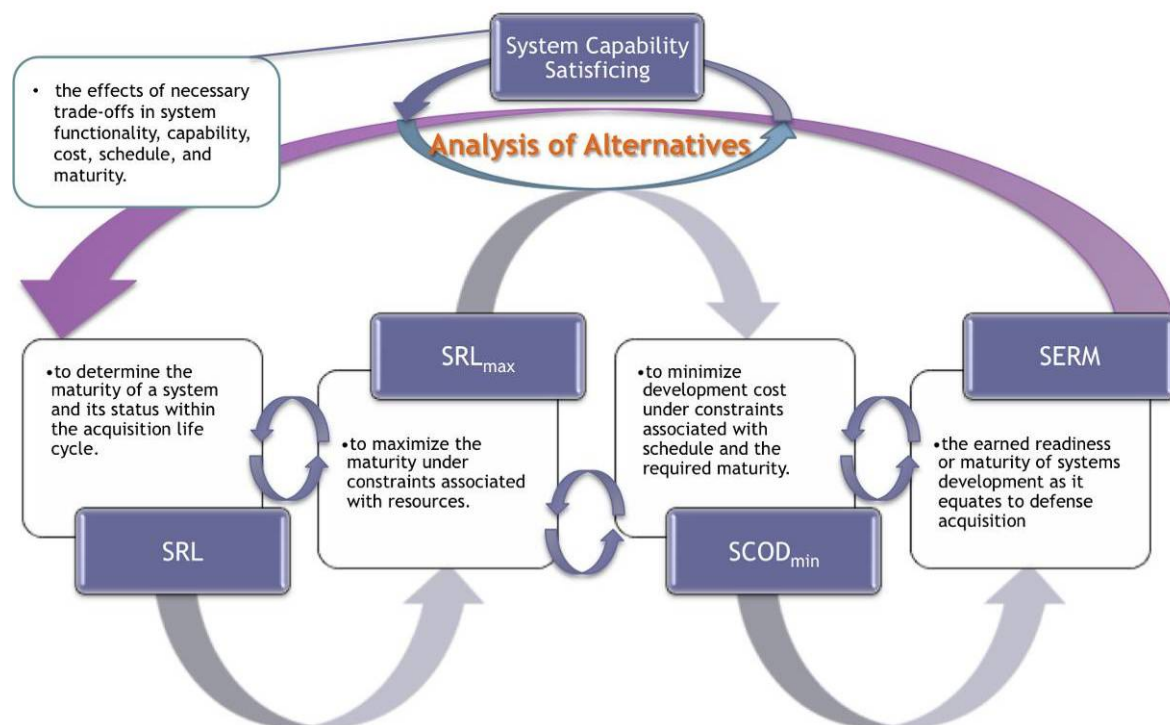 System Capability
Satisficing
• the effects of necessary
trade-offs in system
functionality, capability,
cost, schedule, and
maturity.
Analysis of Alternatives
•to determine the
maturity of a system
and its status within
the acquisition life
cycle.
SRL
SRLmax
•to maximize the
maturity under
constraints associated
with resources.
•to minimize
development cost
under constraints
associated with
schedule and the
required maturity.
SCODmin
SERM
•the earned readiness
or maturity of systems
development as it
equates to defense
acquisition